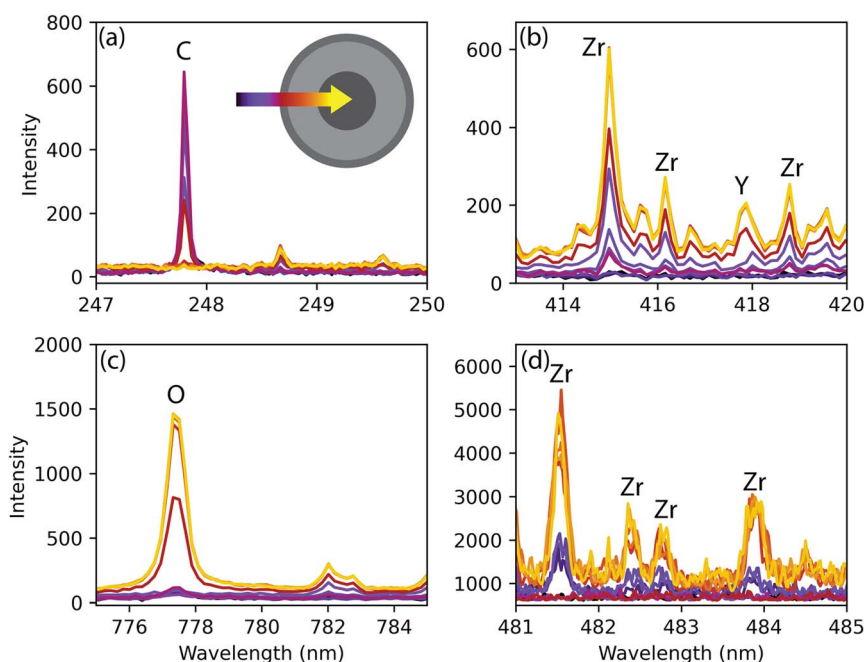 (a)
C
Intensity
800
600
400
200
0
247 248 249 250
(b)
Zr
Zr
Y
Zr
600
400
200
0
414 416 418 420
(c)
O
Intensity
2000
1500
1000
500
0
776 778 780 782 784
Wavelength (nm)
(d)
Zr
Zr
Zr
Zr
6000
5000
4000
3000
2000
1000
481 482 483 484 485
Wavelength (nm)